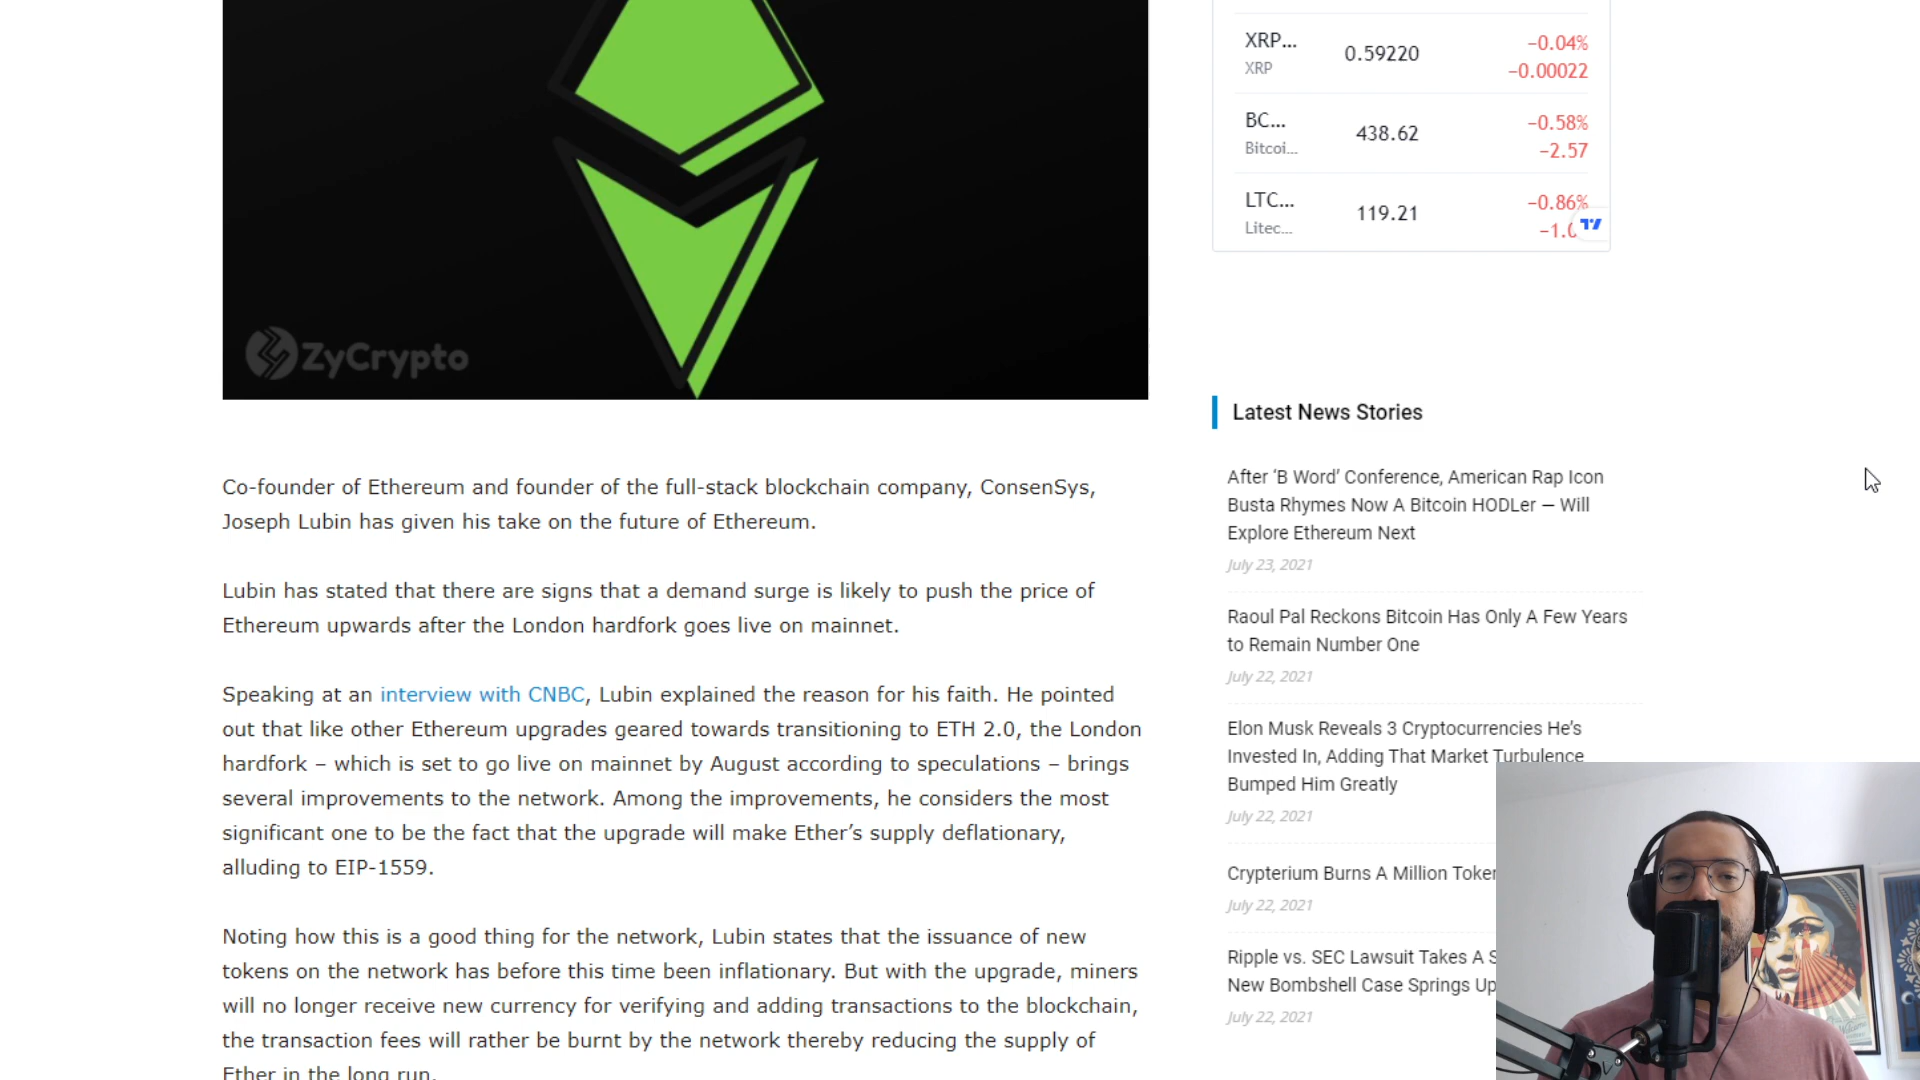 ZyCrypto
Co-founder of Ethereum and founder of the full-stack blockchain company, ConsenSys,
Joseph Lubin has given his take on the future of Ethereum.
Lubin has stated that there are signs that a demand surge is likely to push the price of
Ethereum upwards after the London hardfork goes live on mainnet.
Speaking at an interview with CNBC, Lubin explained the reason for his faith. He pointed
out that like other Ethereum upgrades geared towards transitioning to ETH 2.0, the London
hardfork – which is set to go live on mainnet by August according to speculations – brings
several improvements to the network. Among the improvements, he considers the most
significant one to be the fact that the upgrade will make Ether’s supply deflationary,
alluding to EIP-1559.
Noting how this is a good thing for the network, Lubin states that the issuance of new
tokens on the network has before this time been inflationary. But with the upgrade, miners
will no longer receive new currency for verifying and adding transactions to the blockchain,
the transaction fees will rather be burnt by the network thereby reducing the supply of
Ether in the long run.
XRP... 0.59220 −0.04%
XRP −0.00022
BC... 438.62 −0.58%
Bitcoi... −2.57
LTC... 119.21 −0.86%
Litec... −1.0
Latest News Stories
After ‘B Word’ Conference, American Rap Icon
Busta Rhymes Now A Bitcoin HODLer — Will
Explore Ethereum Next
July 23, 2021
Raoul Pal Reckons Bitcoin Has Only A Few Years
to Remain Number One
July 22, 2021
Elon Musk Reveals 3 Cryptocurrencies He’s
Invested In, Adding That Market Turbulence
Bumped Him Greatly
July 22, 2021
Crypterium Burns A Million Token
July 22, 2021
Ripple vs. SEC Lawsuit Takes A S
New Bombshell Case Springs Up
July 22, 2021